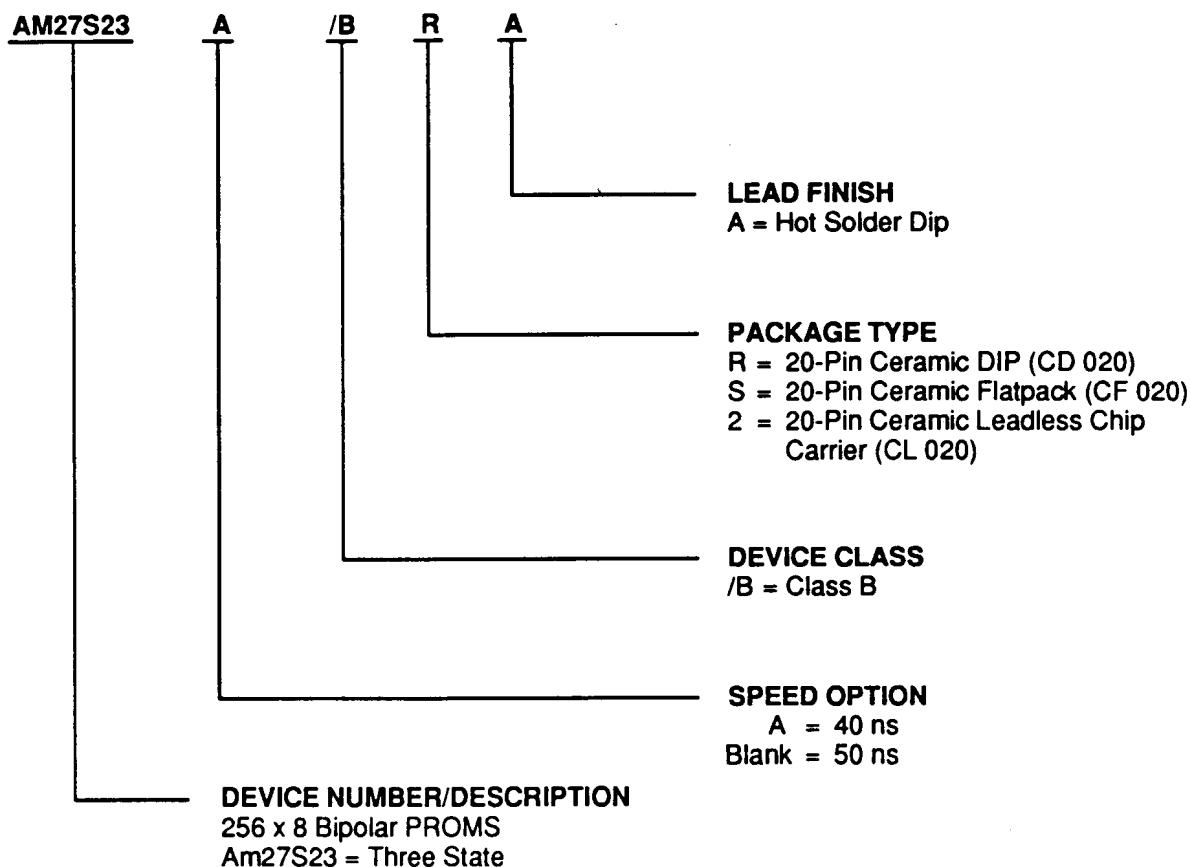 AM27S23 A /B R A
LEAD FINISH
A = Hot Solder Dip
PACKAGE TYPE
R = 20-Pin Ceramic DIP (CD 020)
S = 20-Pin Ceramic Flatpack (CF 020)
2 = 20-Pin Ceramic Leadless Chip
Carrier (CL 020)
DEVICE CLASS
/B = Class B
SPEED OPTION
A = 40 ns
Blank = 50 ns
DEVICE NUMBER/DESCRIPTION
256 x 8 Bipolar PROMS
Am27S23 = Three State